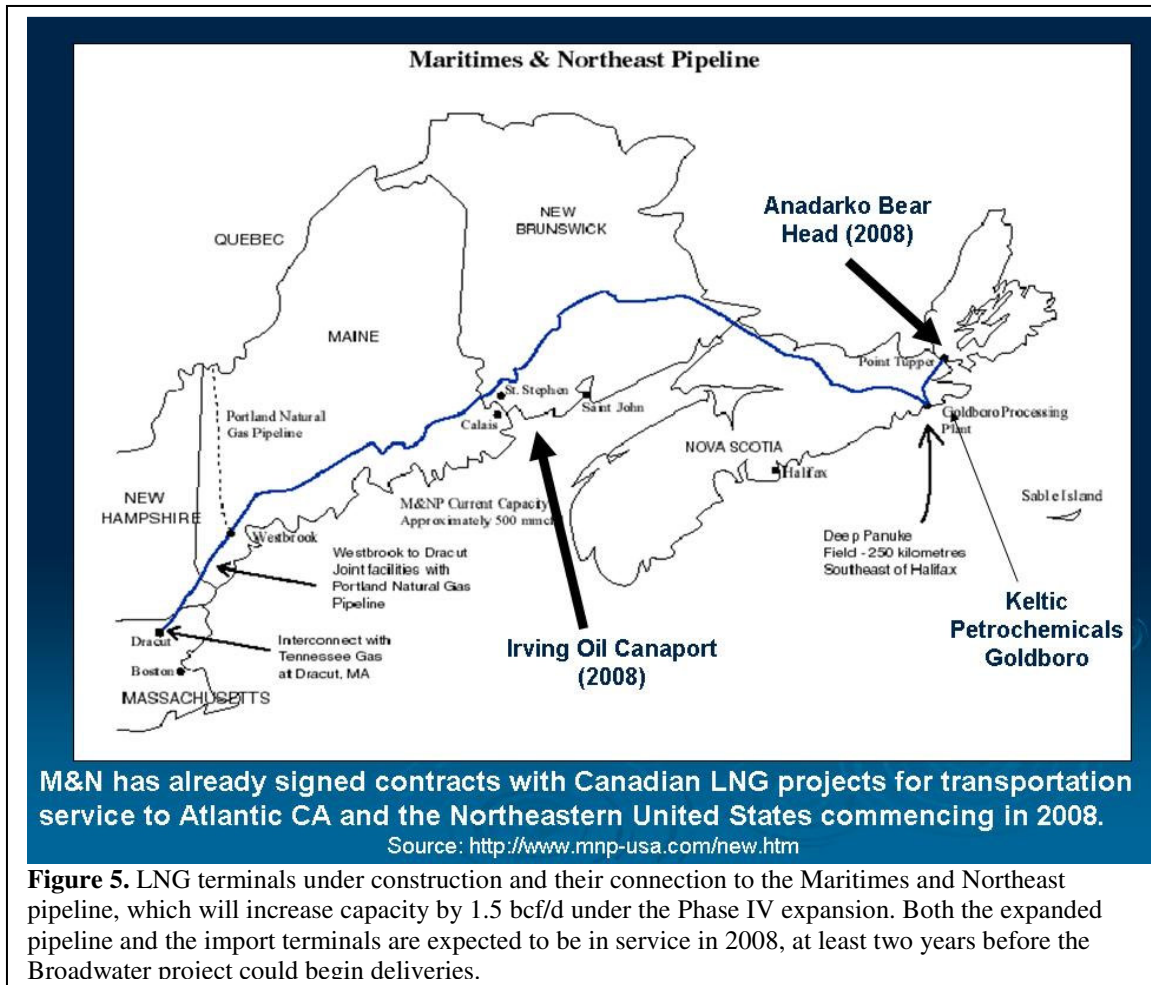 Maritimes & Northeast Pipeline
NEW
BRUNSWICK
Anadarko Bear
Head (2008)
QUEBEC
MAINE
Point Tupper
St. Stephen
Saint John
Calais
Goldboro Processing
Plant
Portland Natural
Gas Pipeline
NOVA SCOTIA
Halifax
NEW
HAMPSHIRE
M&NP Current Capacity
Approximately 500
Sable Island
Westbrook
Westbrook to Dracut
Joint facilities with
Portland Natural Gas
Pipeline
Deep Panuke
Field - 250 kilometres
Southeast of Halifax
Keltic
Petrochemicals
Goldboro
Irving Oil Canaport
(2008)
Dracut
Interconnect with
Tennessee Gas
at Dracut, MA
Boston
MASSACHUSETTS
M&N has already signed contracts with Canadian LNG projects for transportation
service to Atlantic CA and the Northeastern United States commencing in 2008.
Source: http://www.mnp-usa.com/new.htm
Figure 5. LNG terminals under construction and their connection to the Maritimes and Northeast
pipeline, which will increase capacity by 1.5 bcf/d under the Phase IV expansion. Both the expanded
pipeline and the import terminals are expected to be in service in 2008, at least two years before the
Broadwater project could begin deliveries.